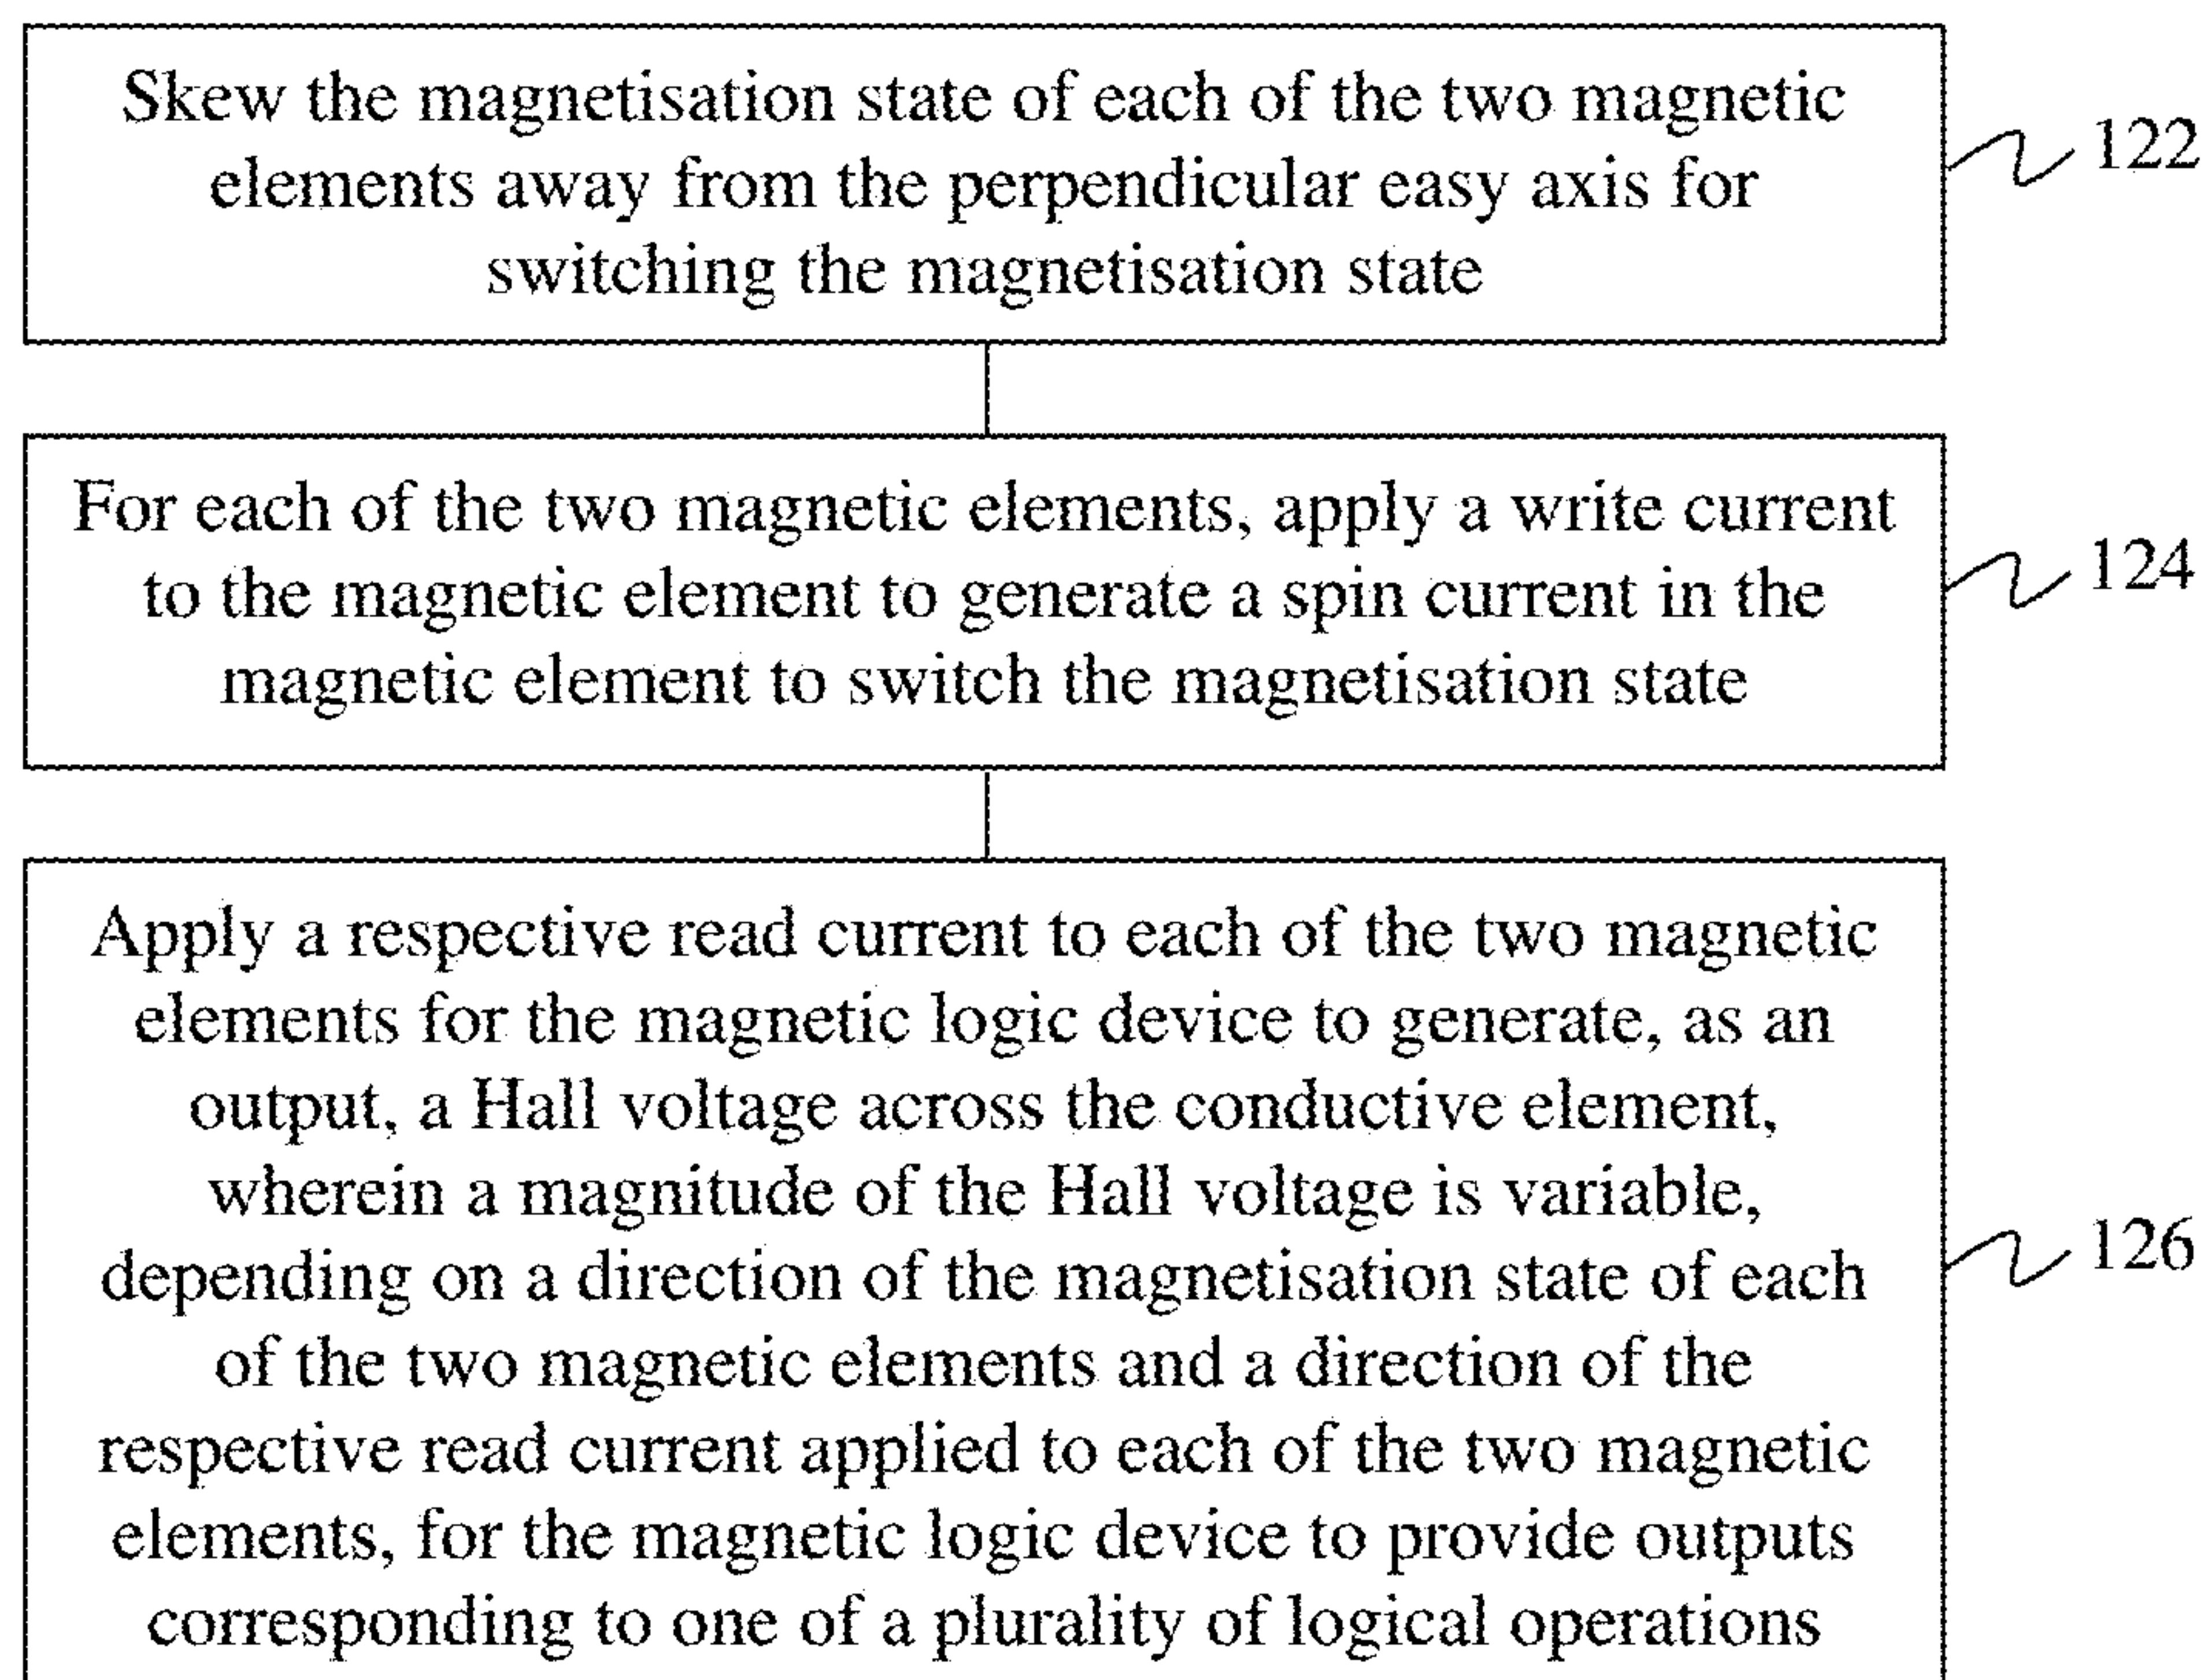 Skew the magnetisation state of each of the two magnetic
elements away from the perpendicular easy axis for
switching the magnetisation state
122
For each of the two magnetic elements, apply a write current
to the magnetic element to generate a spin current in the
magnetic element to switch the magnetisation state
124
Apply a respective read current to each of the two magnetic
elements for the magnetic logic device to generate, as an
output, a Hall voltage across the conductive element,
wherein a magnitude of the Hall voltage is variable,
depending on a direction of the magnetisation state of each
of the two magnetic elements and a direction of the
respective read current applied to each of the two magnetic
elements, for the magnetic logic device to provide outputs
corresponding to one of a plurality of logical operations
126